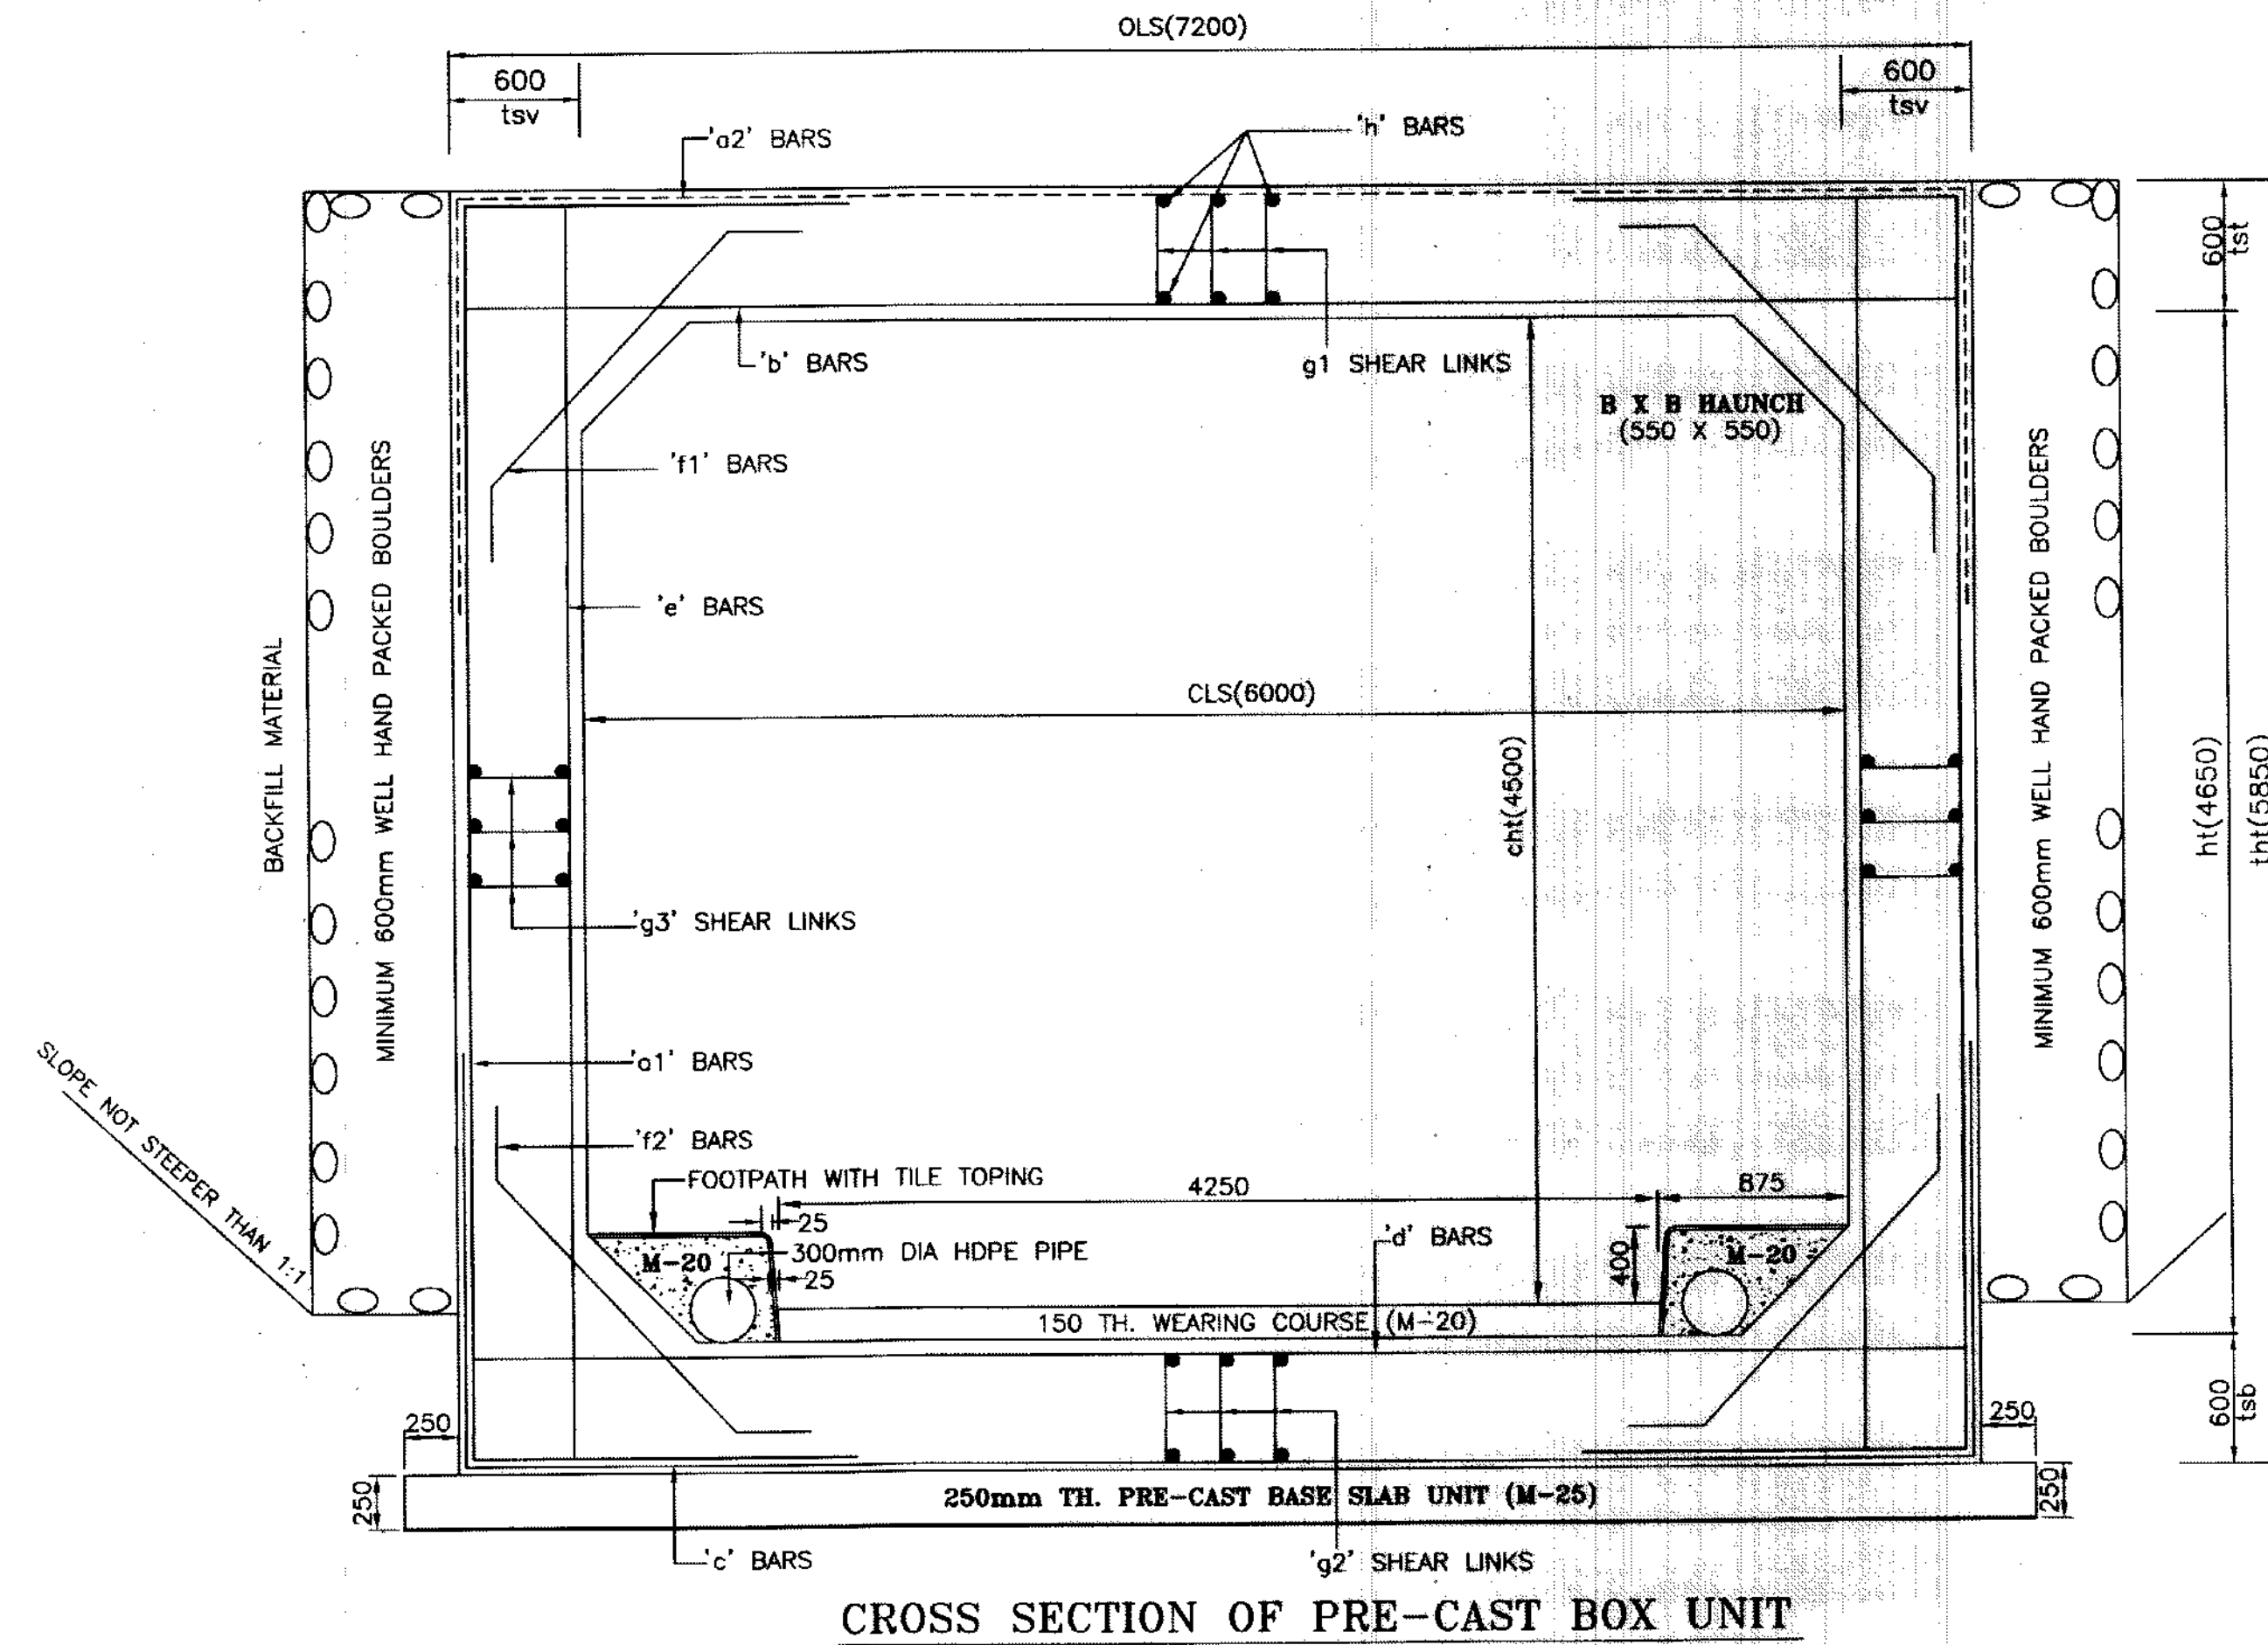 OLS(7200)
600
tsv
600
tsv
'a2' BARS
'h' BARS
600
tst
'b' BARS
g1 SHEAR LINKS
B X B HAUNCH
(550 X 550)
'f1' BARS
MINIMUM 600mm WELL HAND PACKED BOULDERS
MINIMUM 600mm WELL HAND PACKED BOULDERS
BACKFILL MATERIAL
'e' BARS
CLS(6000)
cht(4500)
ht(4650)
tht(5850)
'g3' SHEAR LINKS
'a1' BARS
SLOPE NOT STEEPER THAN 1:1
'f2' BARS
FOOTPATH WITH TILE TOPING
4250
875
25
'd' BARS
300mm DIA HDPE PIPE
M-20
25
400
M-20
150 TH. WEARING COURSE (M-20)
600
tsb
250
250
250
250mm TH. PRE-CAST BASE SLAB UNIT (M-25)
250
'c' BARS
'g2' SHEAR LINKS
CROSS SECTION OF PRE-CAST BOX UNIT